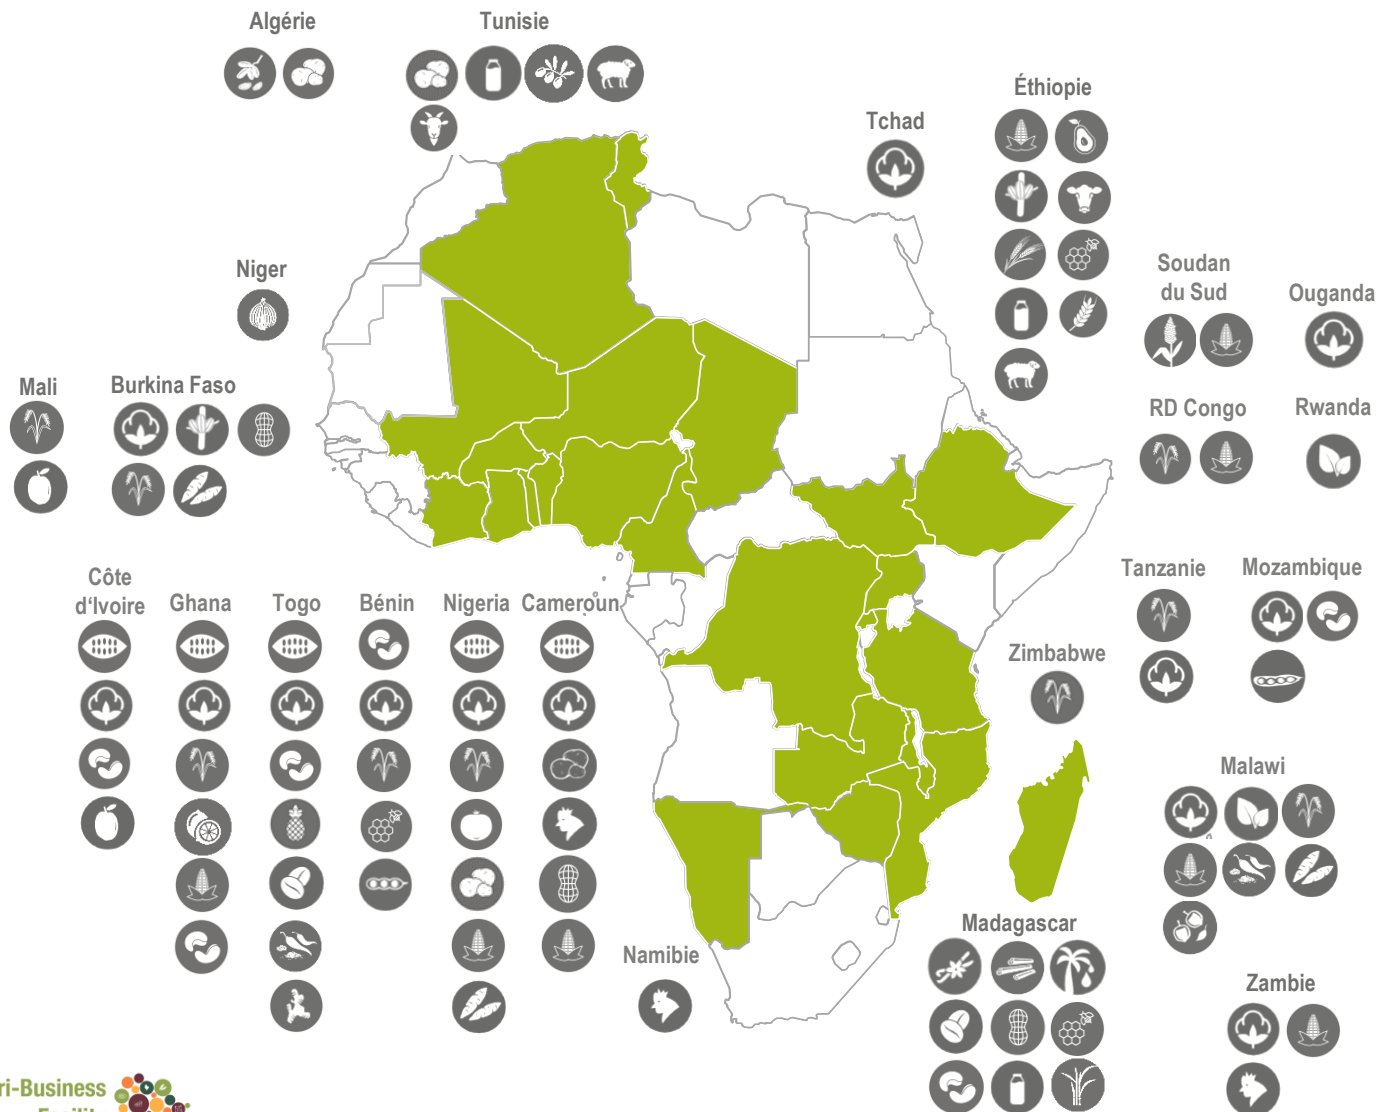 Algérie
Tunisie
Éthiopie
Tchad
Niger
Soudan
du Sud
Ouganda
Mali
Burkina Faso
RD Congo
Rwanda
Côte
d'Ivoire
Ghana
Togo
Bénin
Nigeria
Cameroun
Tanzanie
Mozambique
Zimbabwe
Malawi
Madagascar
Namibie
Zambie
ri-Business